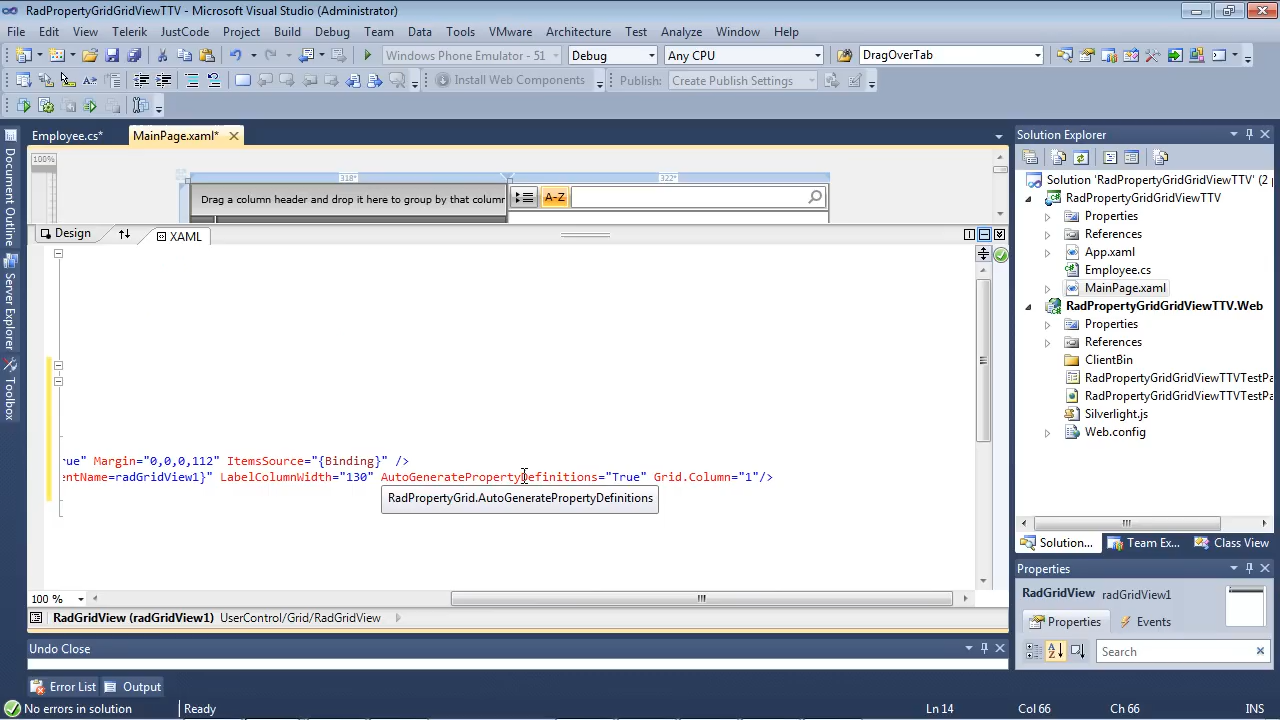 RadPropertyGridGridViewTTV - Microsoft Visual Studio (Administrator)
File Edit View Telerik JustCode Project Build Debug Team Data Tools VMware Architecture Test Analyze Window Help
Windows Phone Emulator - 51 Debug Any CPU DragOverTab
Install Web Components Publish: Create Publish Settings
Employee.cs* MainPage.xaml*
100%
318* 322*
Drag a column header and drop it here to group by that column
A-Z
Design XAML
rue" Margin="0,0,0,112" ItemsSource="{Binding}" />
entName=radGridView1}" LabelColumnWidth="130" AutoGeneratePropertyDefinitions="True" Grid.Column="1"/>
RadPropertyGrid.AutoGeneratePropertyDefinitions
100 %
RadGridView (radGridView1) UserControl/Grid/RadGridView
Undo Close
Error List Output
No errors in solution Ready Ln 14 Col 66 Ch 66 INS
Document Outline
Server Explorer
Toolbox
Solution Explorer
Solution 'RadPropertyGridGridViewTTV' (2 p
RadPropertyGridGridViewTTV
Properties
References
App.xaml
Employee.cs
MainPage.xaml
RadPropertyGridGridViewTTV.Web
Properties
References
ClientBin
RadPropertyGridGridViewTTVTestPa
RadPropertyGridGridViewTTVTestPa
Silverlight.js
Web.config
Solution... Team Ex... Class View
Properties
RadGridView radGridView1
Properties Events
Search